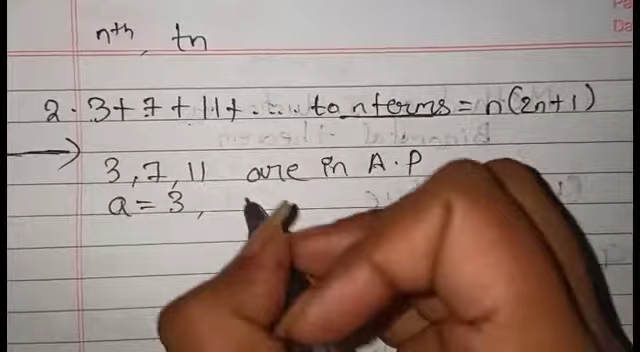 nth, tn
2. 3+7+11+.... to n terms = n(2n+1)
3, 7, 11 are in A.P
a = 3,